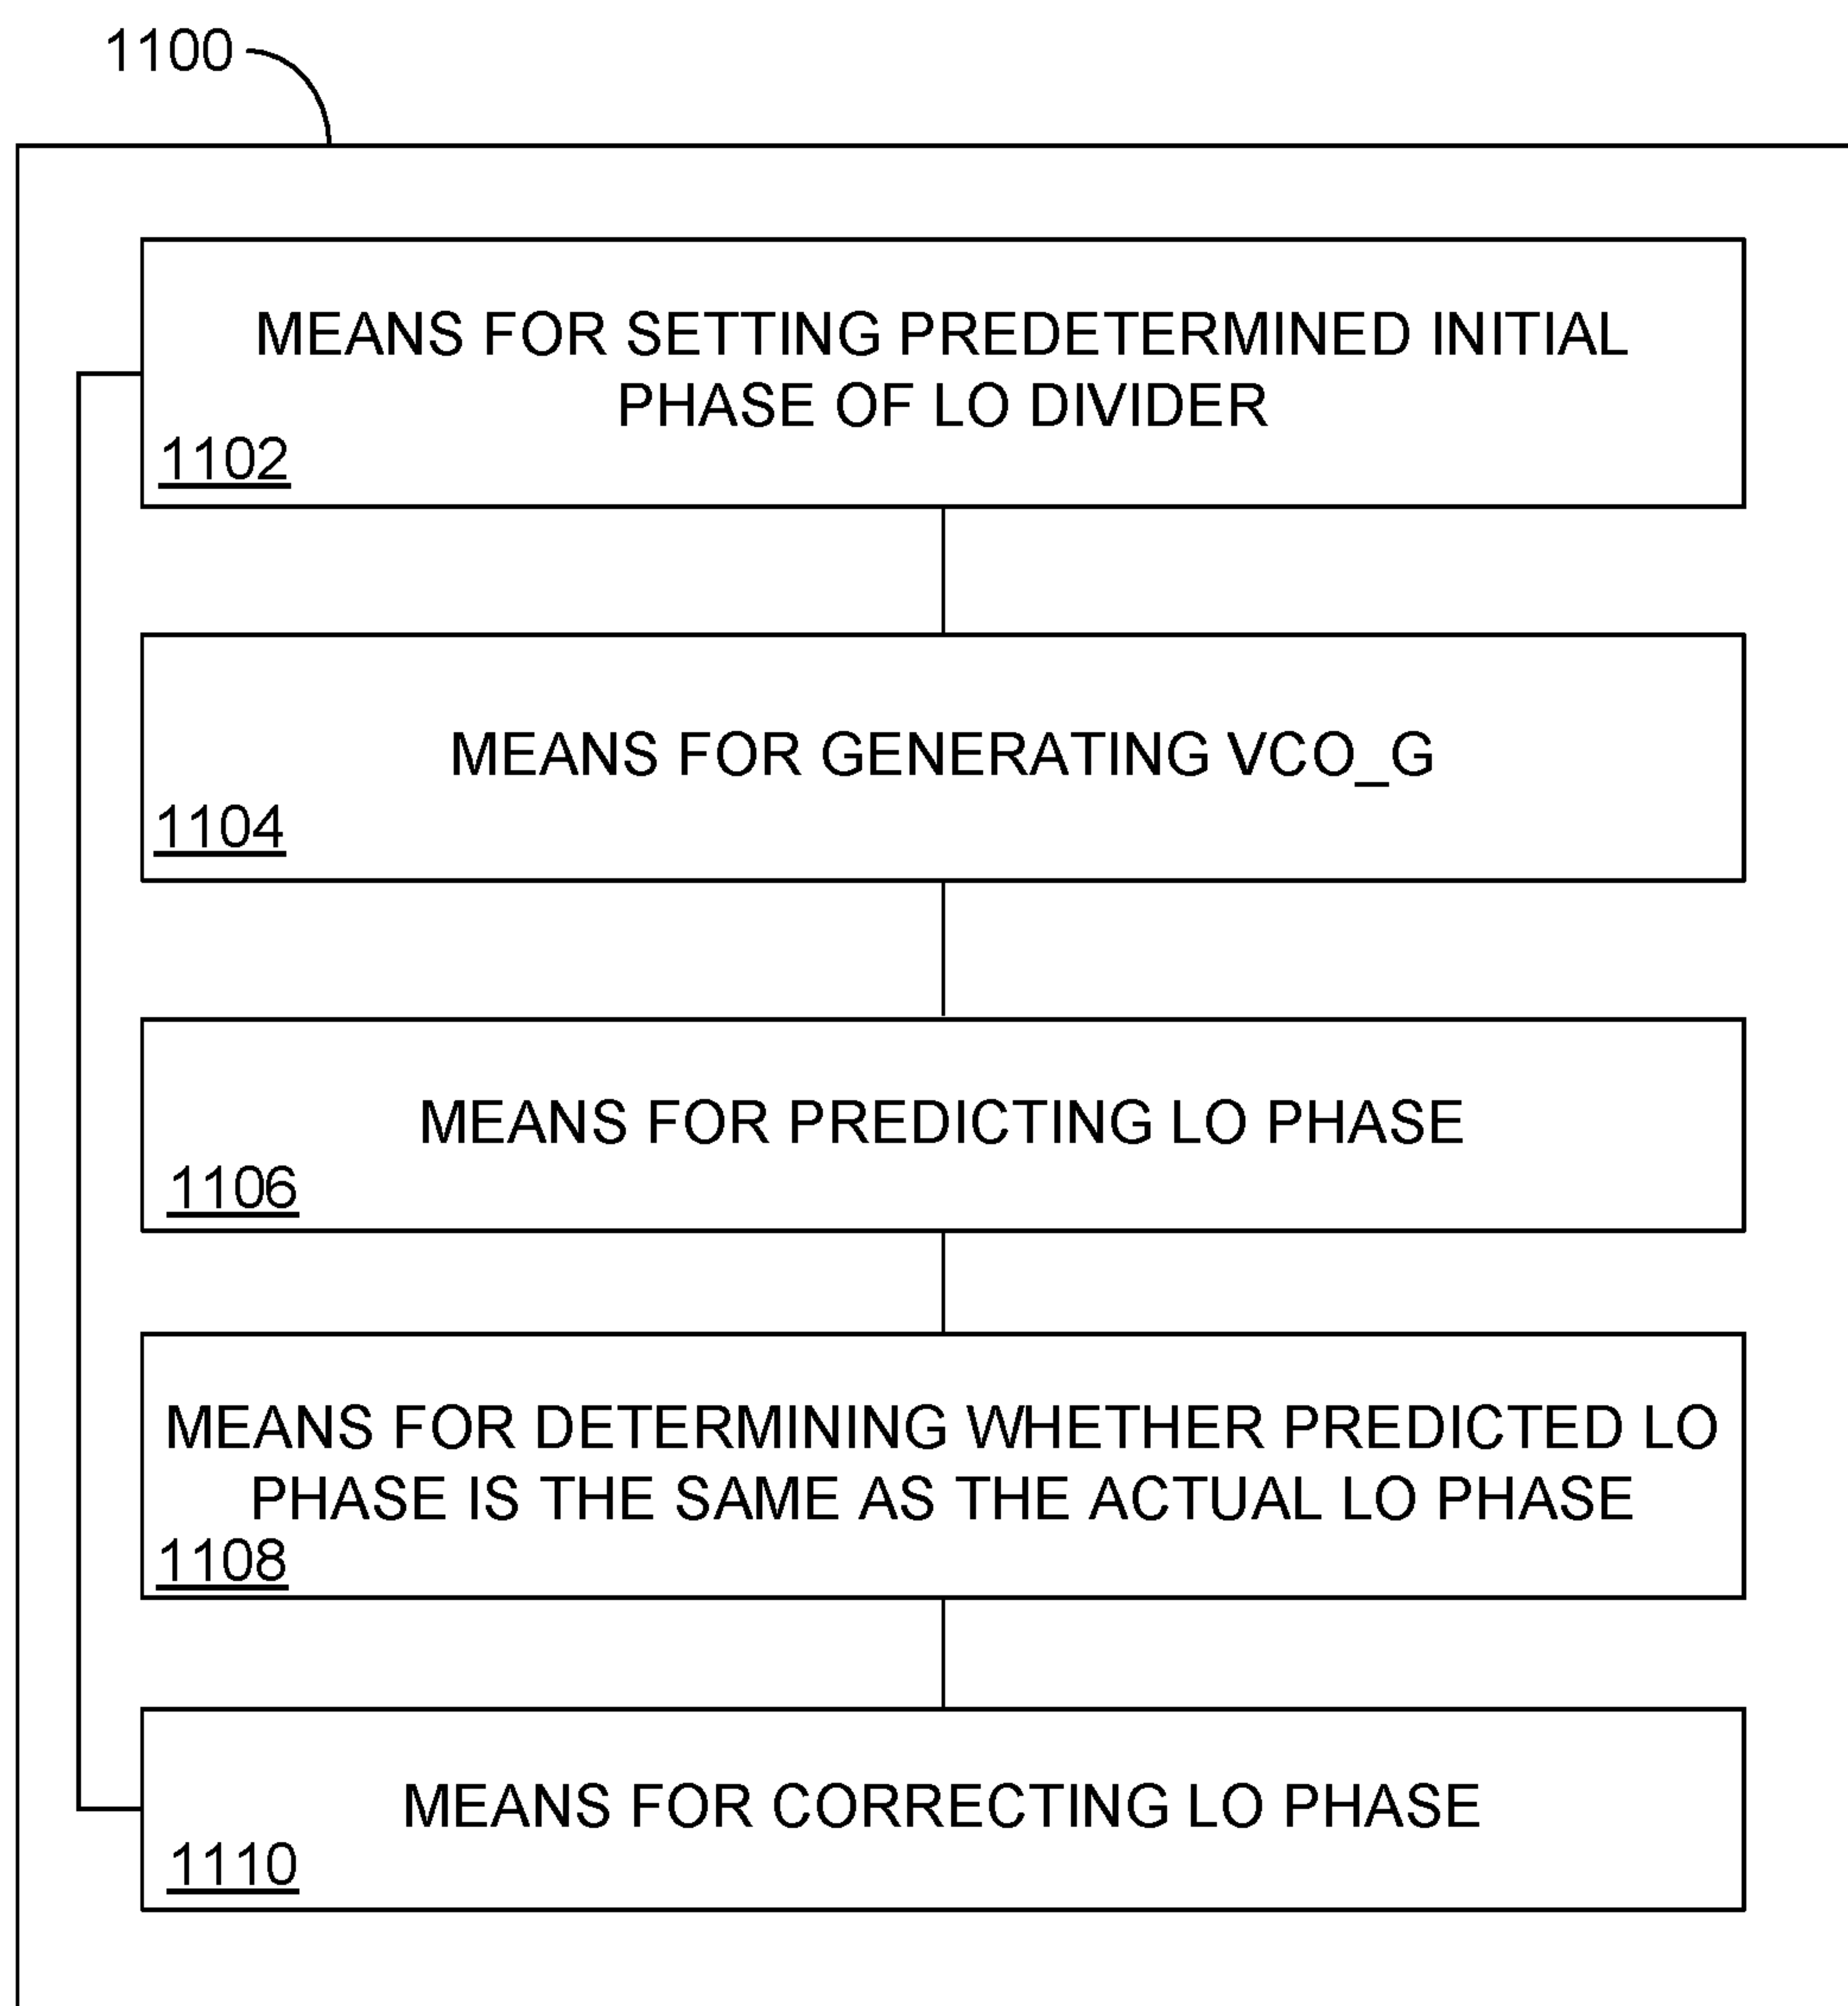 1100
MEANS FOR SETTING PREDETERMINED INITIAL
PHASE OF LO DIVIDER
1102
MEANS FOR GENERATING VCO_G
1104
MEANS FOR PREDICTING LO PHASE
1106
MEANS FOR DETERMINING WHETHER PREDICTED LO
PHASE IS THE SAME AS THE ACTUAL LO PHASE
1108
MEANS FOR CORRECTING LO PHASE
1110